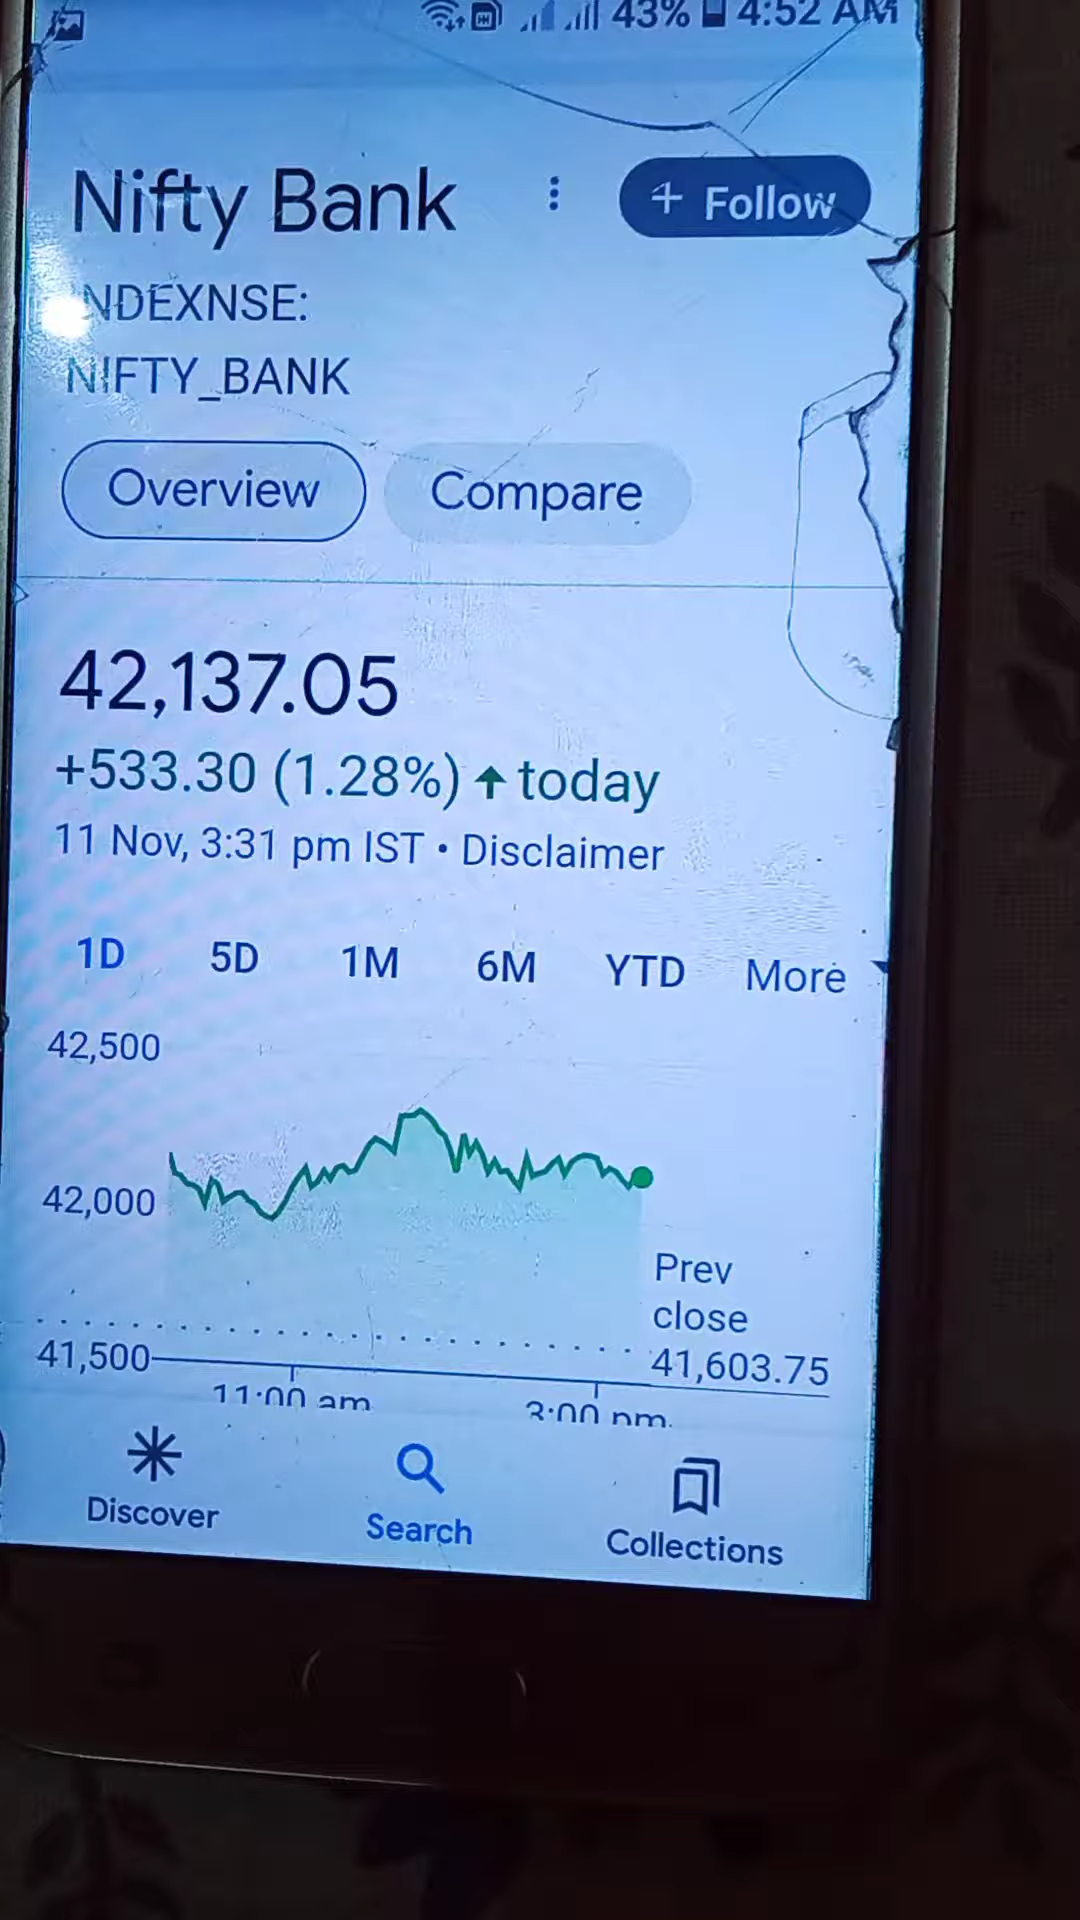 43% 4:52 AM
Nifty Bank
+ Follow
NDEXNSE:
NIFTY_BANK
Overview
Compare
42,137.05
+533.30 (1.28%) ↑ today
11 Nov, 3:31 pm IST • Disclaimer
1D 5D 1M 6M YTD More
42,500
42,000
Prev
close
41,603.75
41,500
11:00 am
3:00 pm
Discover
Search
Collections